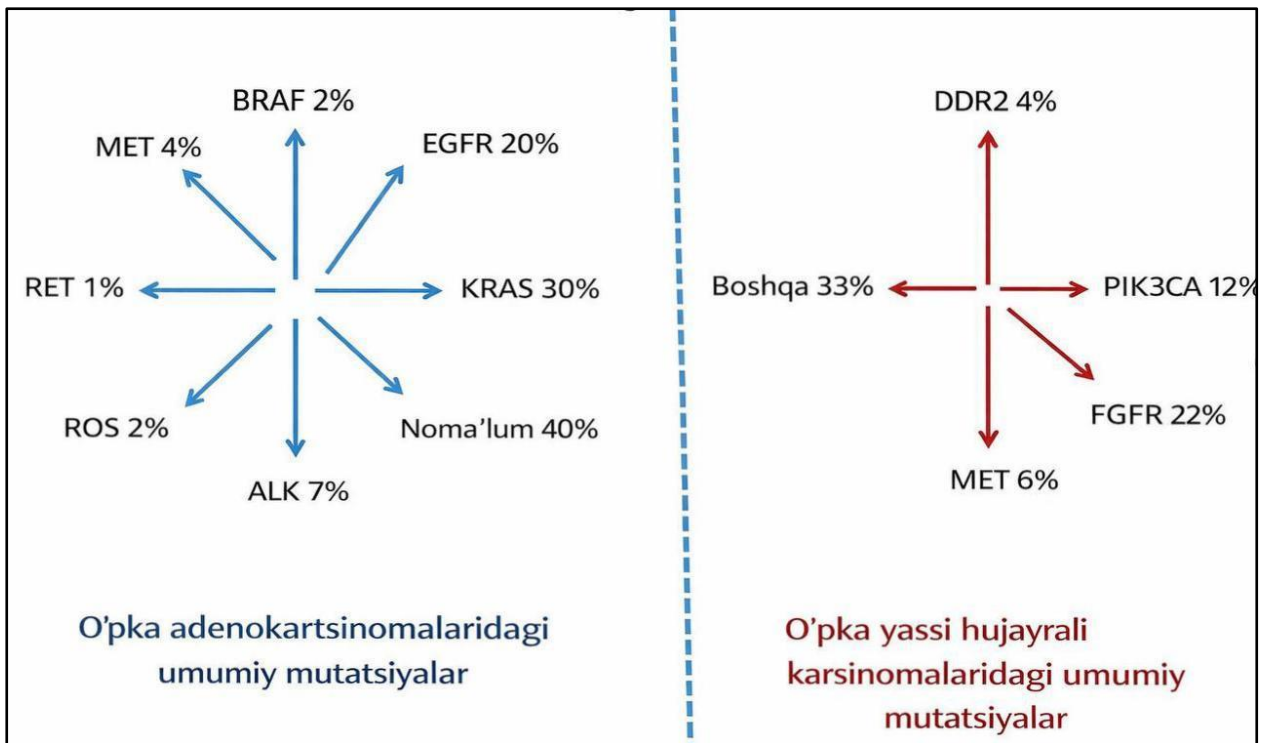 BRAF 2%
MET 4%
EGFR 20%
RET 1%
KRAS 30%
ROS 2%
Noma'lum 40%
ALK 7%
O'pka adenokartsinomalaridagi
umumiy mutatsiyalar
DDR2 4%
Boshqa 33%
PIK3CA 12%
FGFR 22%
MET 6%
O'pka yassi hujayrali
karsinomalaridagi umumiy
mutatsiyalar